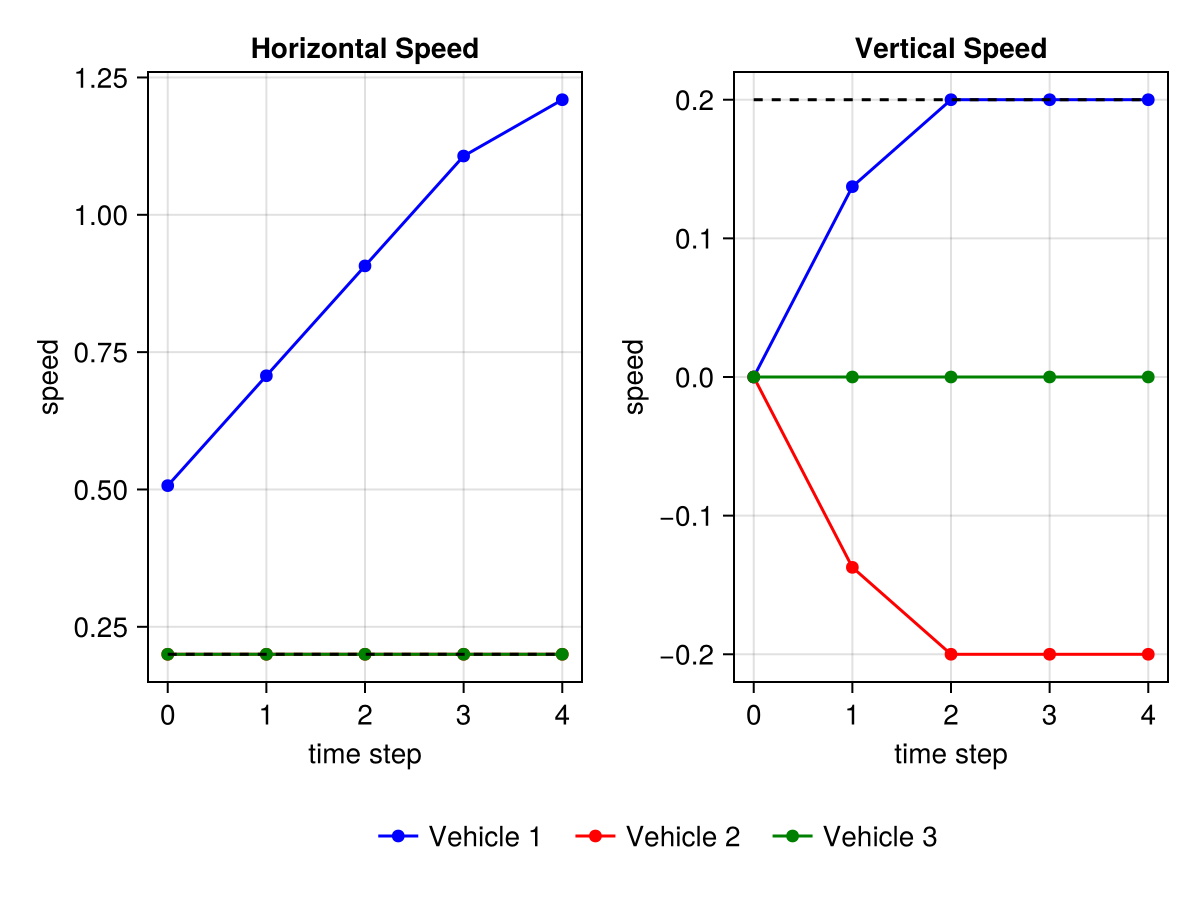 Horizontal Speed
1.25
1.00
0.75
0.50
0.25
speed
0 1 2 3 4
time step
Vertical Speed
0.2
0.1
0.0
−0.1
−0.2
speed
0 1 2 3 4
time step
Vehicle 1 Vehicle 2 Vehicle 3